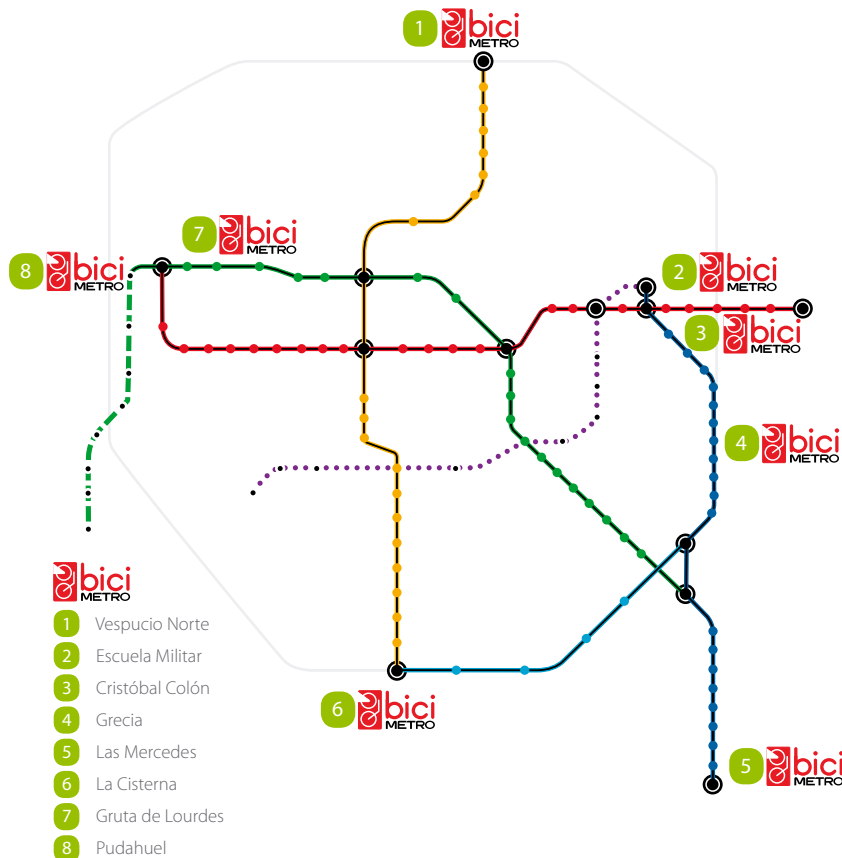 1 bici
METRO
7 bici
METRO
8 bici
METRO
2 bici
METRO
3 bici
METRO
4 bici
METRO
bici
METRO
1 Vespucio Norte
2 Escuela Militar
3 Cristóbal Colón
4 Grecia
5 Las Mercedes
6 La Cisterna
7 Gruta de Lourdes
8 Pudahuel
6 bici
METRO
5 bici
METRO